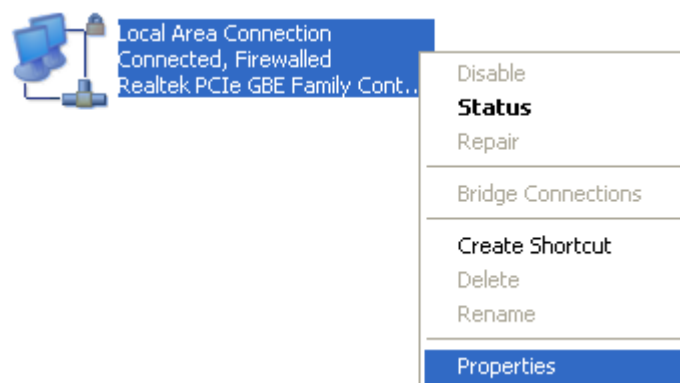 Local Area Connection
Connected, Firewalled
Realtek PCIe GBE Family Cont...
Disable
Status
Repair
Bridge Connections
Create Shortcut
Delete
Rename
Properties